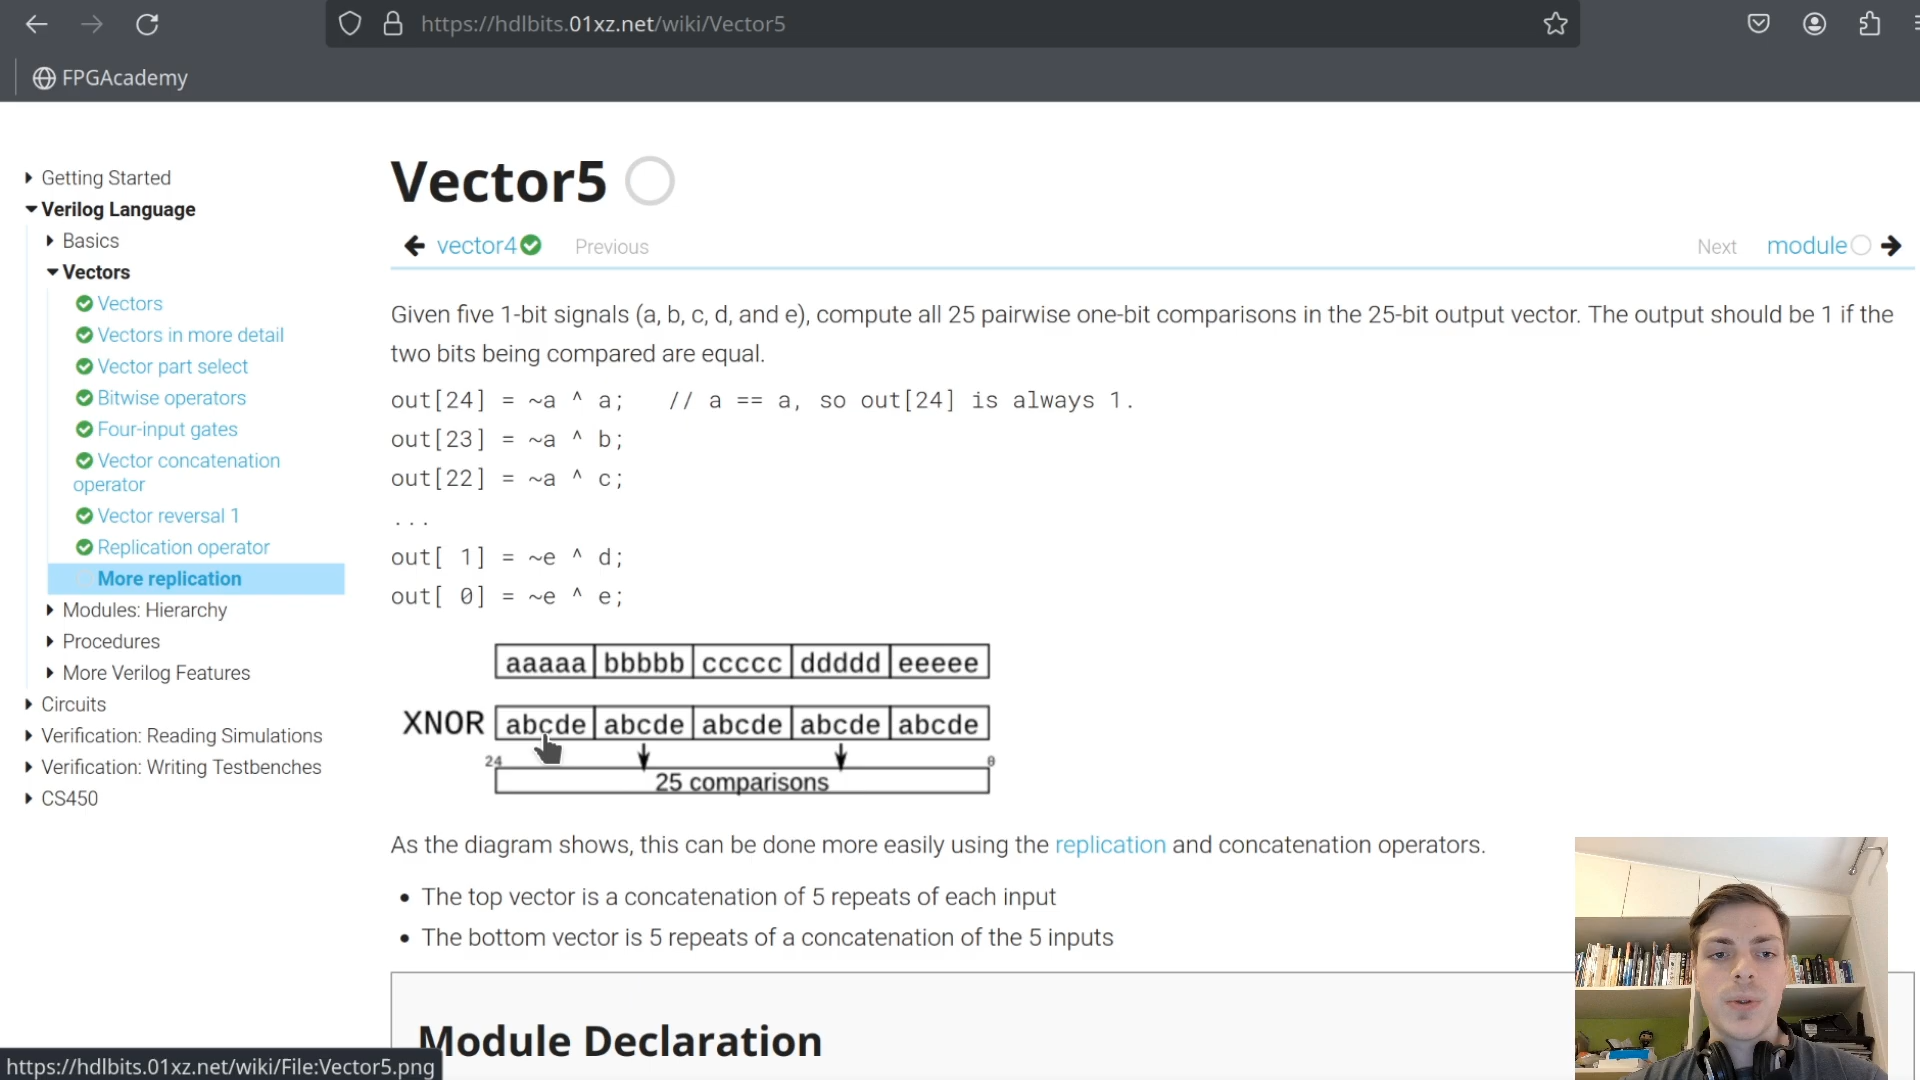 https://hdlbits.01xz.net/wiki/Vector5
FPGAcademy
Getting Started
Verilog Language
Basics
Vectors
Vectors
Vectors in more detail
Vector part select
Bitwise operators
Four-input gates
Vector concatenation
operator
Vector reversal 1
Replication operator
More replication
Modules: Hierarchy
Procedures
More Verilog Features
Circuits
Verification: Reading Simulations
Verification: Writing Testbenches
CS450
Vector5
vector4 Previous Next module
Given five 1-bit signals (a, b, c, d, and e), compute all 25 pairwise one-bit comparisons in the 25-bit output vector. The output should be 1 if the
two bits being compared are equal.
out[24] = ~a ^ a;   // a == a, so out[24] is always 1.
out[23] = ~a ^ b;
out[22] = ~a ^ c;
...
out[ 1] = ~e ^ d;
out[ 0] = ~e ^ e;
aaaaa bbbbb ccccc ddddd eeeee
XNOR abcde abcde abcde abcde abcde
24 0
25 comparisons
As the diagram shows, this can be done more easily using the replication and concatenation operators.
• The top vector is a concatenation of 5 repeats of each input
• The bottom vector is 5 repeats of a concatenation of the 5 inputs
Module Declaration
https://hdlbits.01xz.net/wiki/File:Vector5.png